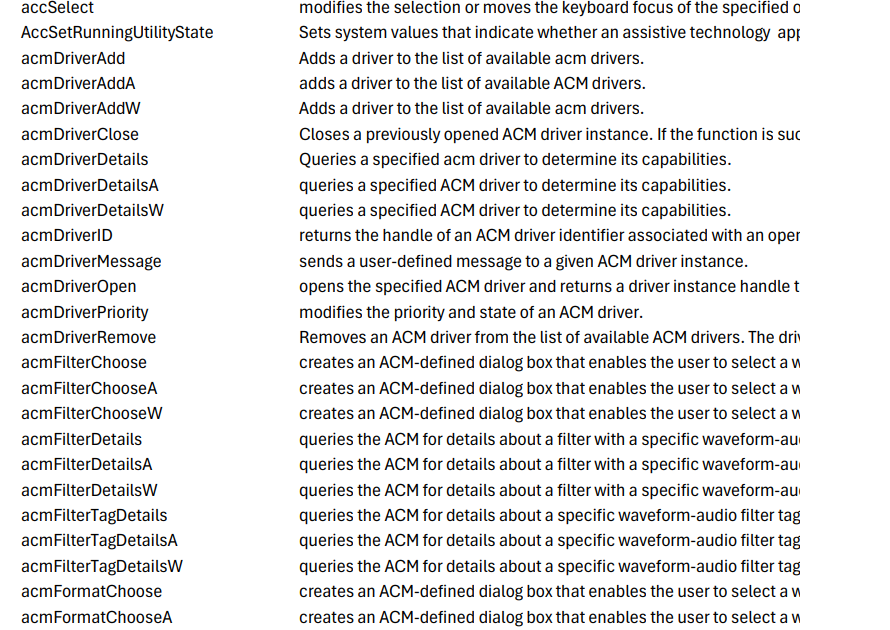 accSelect modifies the selection or moves the keyboard focus of the specified
AccSetRunningUtilityState Sets system values that indicate whether an assistive technology
acmDriverAdd Adds a driver to the list of available acm drivers.
acmDriverAddA adds a driver to the list of available ACM drivers.
acmDriverAddW Adds a driver to the list of available acm drivers.
acmDriverClose Closes a previously opened ACM driver instance. If the function is
acmDriverDetails Queries a specified acm driver to determine its capabilities.
acmDriverDetailsA queries a specified ACM driver to determine its capabilities.
acmDriverDetailsW queries a specified ACM driver to determine its capabilities.
acmDriverID returns the handle of an ACM driver identifier associated with an
acmDriverMessage sends a user-defined message to a given ACM driver instance.
acmDriverOpen opens the specified ACM driver and returns a driver instance handle
acmDriverPriority modifies the priority and state of an ACM driver.
acmDriverRemove Removes an ACM driver from the list of available ACM drivers. The
acmFilterChoose creates an ACM-defined dialog box that enables the user to select a
acmFilterChooseA creates an ACM-defined dialog box that enables the user to select a
acmFilterChooseW creates an ACM-defined dialog box that enables the user to select a
acmFilterDetails queries the ACM for details about a filter with a specific
acmFilterDetailsA queries the ACM for details about a filter with a specific
acmFilterDetailsW queries the ACM for details about a filter with a specific
acmFilterTagDetails queries the ACM for details about a specific waveform-audio filter tag
acmFilterTagDetailsA queries the ACM for details about a specific waveform-audio filter tag
acmFilterTagDetailsW queries the ACM for details about a specific waveform-audio filter tag
acmFormatChoose creates an ACM-defined dialog box that enables the user to select a
acmFormatChooseA creates an ACM-defined dialog box that enables the user to select a